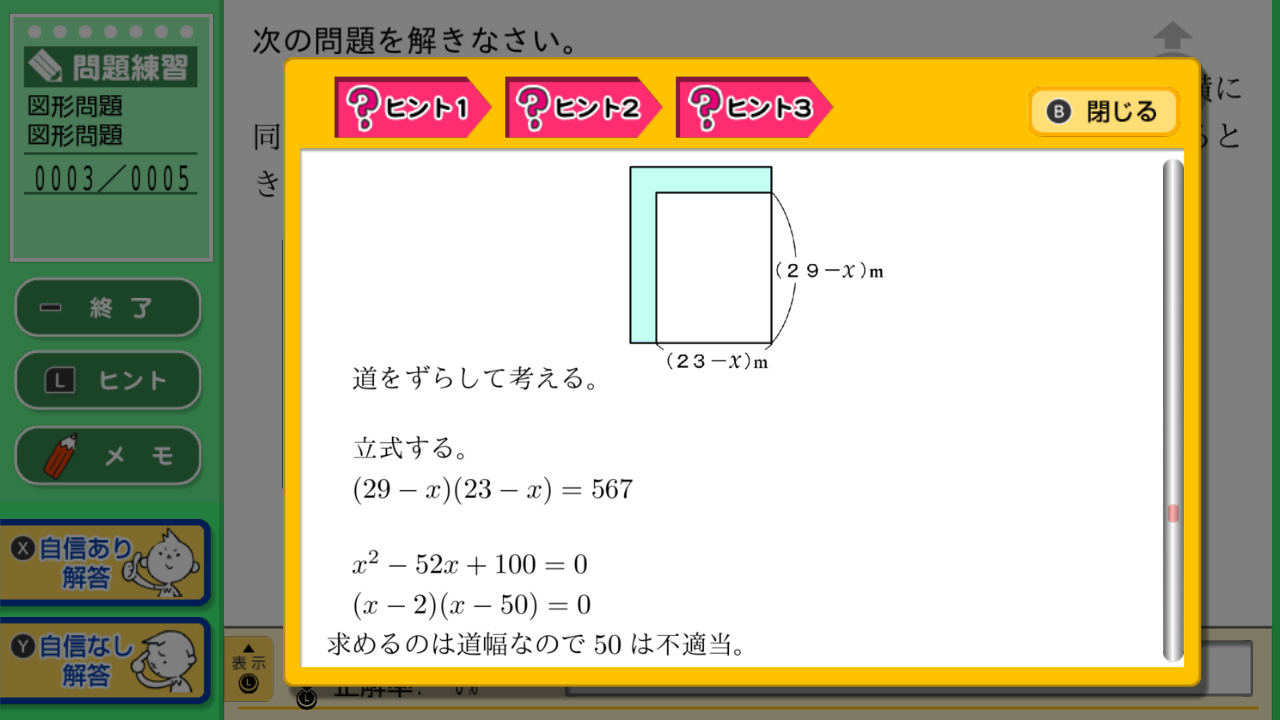 次の問題を解きなさい。
問題練習
図形問題
図形問題
0003／0005
横に
同
ると
き
ヒント1
ヒント2
ヒント3
B 閉じる
(29－x)m
(23－x)m
道をずらして考える。
立式する。
(29 − x)(23 − x) = 567
x² − 52x + 100 = 0
(x − 2)(x − 50) = 0
求めるのは道幅なので 50 は不適当。
終 了
L ヒント
メ モ
X 自信あり
解答
Y 自信なし
解答
表示
L
L 正解率: 0%